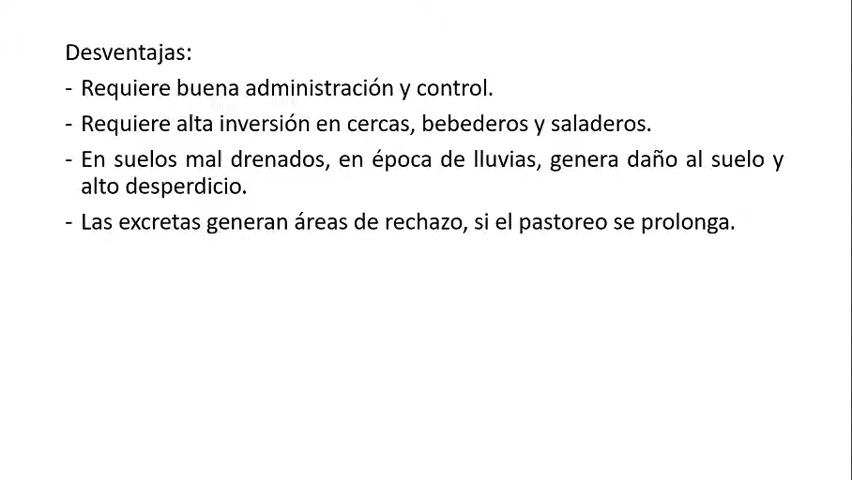 Desventajas:
- Requiere buena administración y control.
- Requiere alta inversión en cercas, bebederos y saladeros.
- En suelos mal drenados, en época de lluvias, genera daño al suelo y
alto desperdicio.
- Las excretas generan áreas de rechazo, si el pastoreo se prolonga.